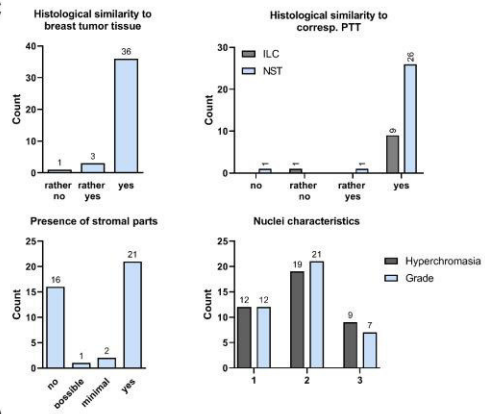 Histological similarity to
breast tumor tissue
Count
40
30
20
10
0
1
3
36
rather no
rather yes
yes
Histological similarity to
corresp. PTT
ILC
NST
Count
30
20
10
0
1
1
1
9
26
no
rather no
rather yes
yes
Presence of stromal parts
Count
25
20
15
10
5
0
16
1
2
21
no
possible
minimal
yes
Nuclei characteristics
Hyperchromasia
Grade
Count
25
20
15
10
5
0
12
12
19
21
9
7
1
2
3